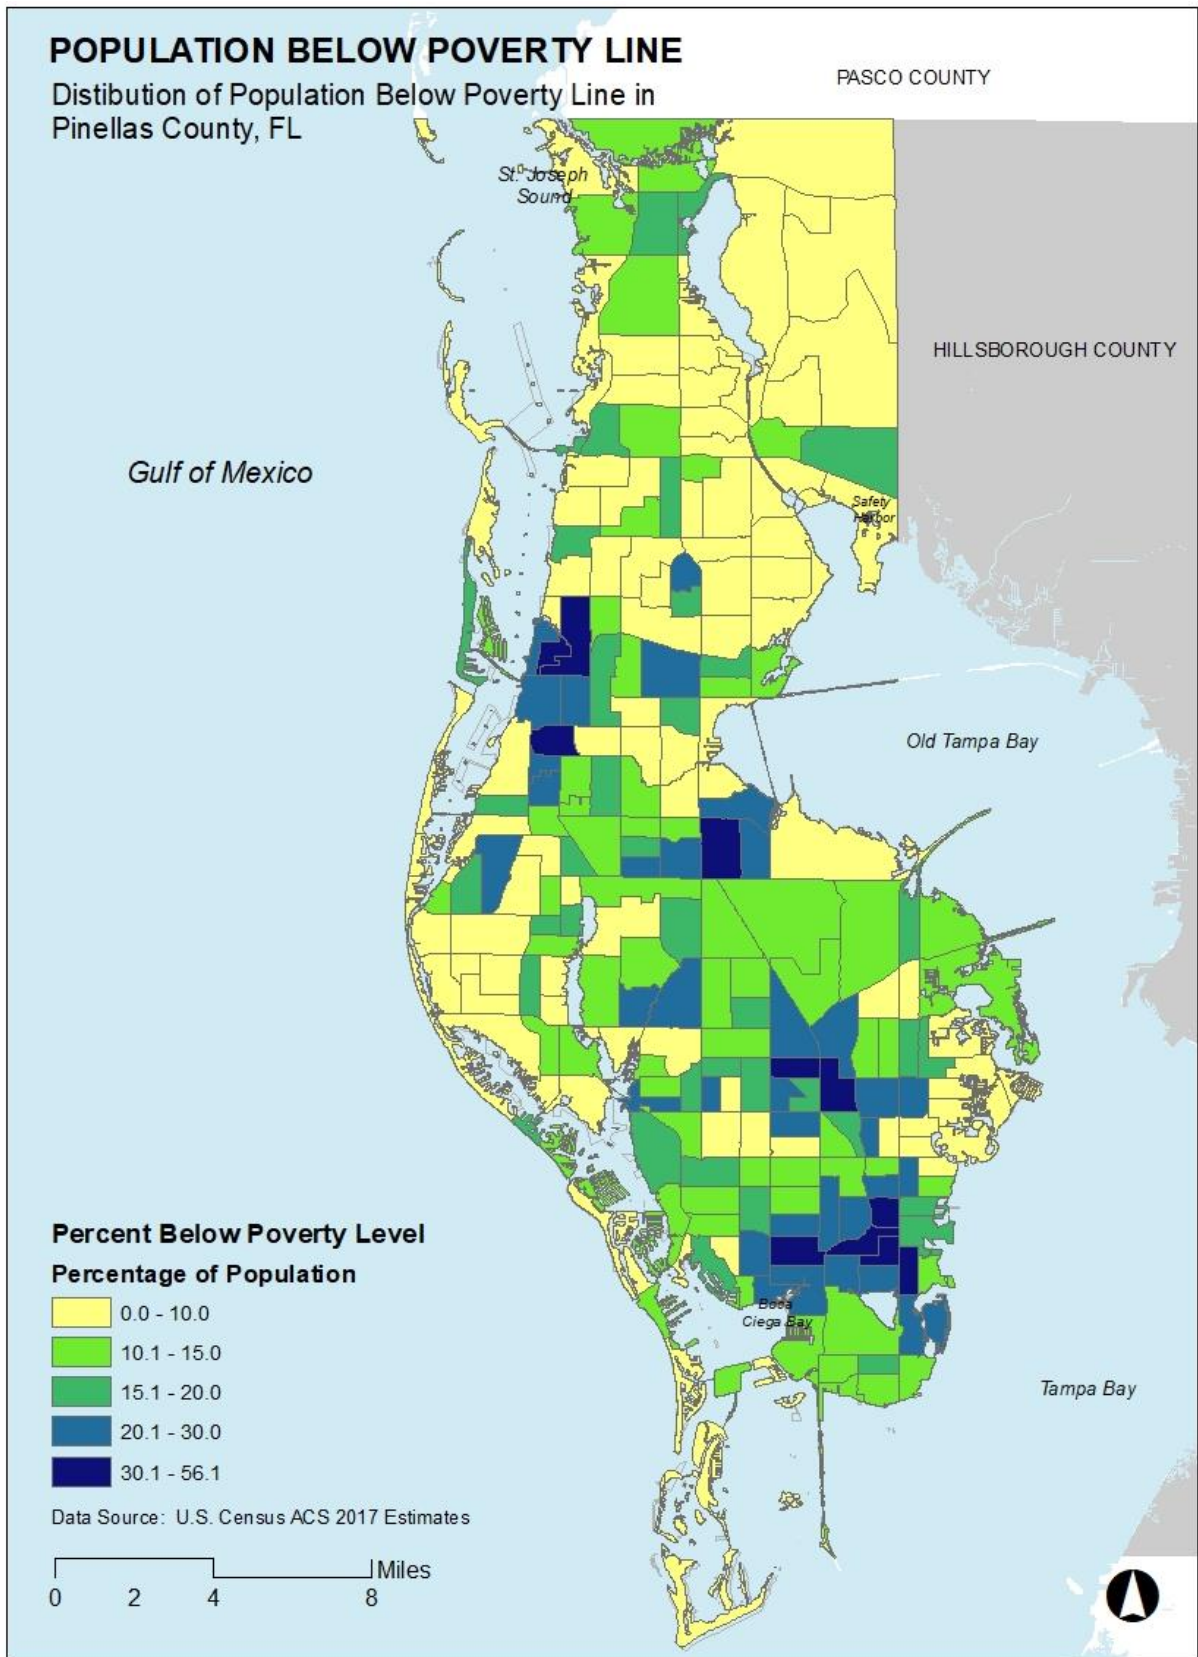 POPULATION BELOW POVERTY LINE
Distibution of Population Below Poverty Line in
Pinellas County, FL
PASCO COUNTY
St. Joseph
Sound
HILLSBOROUGH COUNTY
Gulf of Mexico
Safety
Harbor
Old Tampa Bay
Boca
Ciega Bay
Tampa Bay
Percent Below Poverty Level
Percentage of Population
0.0 - 10.0
10.1 - 15.0
15.1 - 20.0
20.1 - 30.0
30.1 - 56.1
Data Source: U.S. Census ACS 2017 Estimates
Miles
0 2 4 8